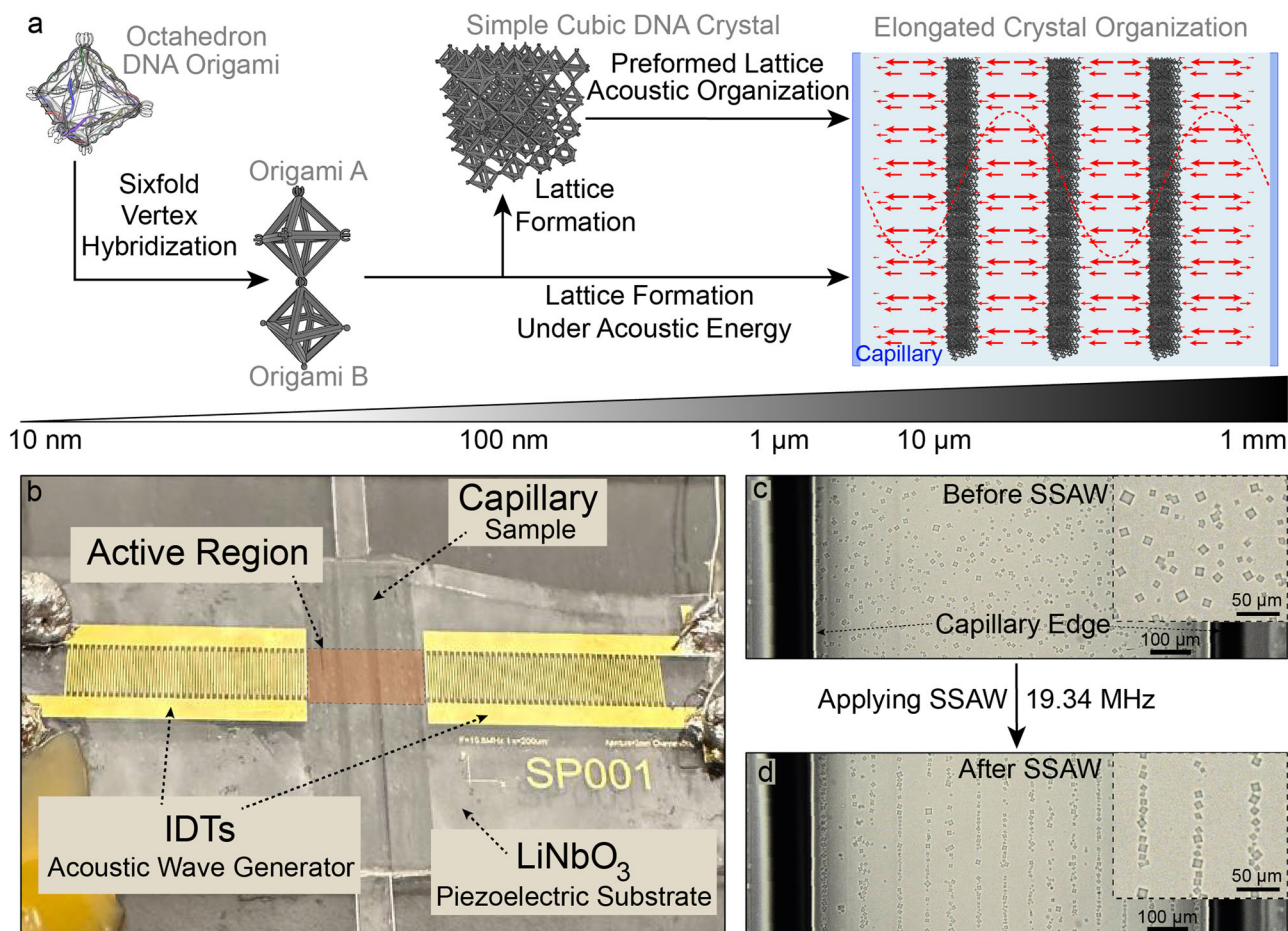 a
Octahedron
DNA Origami
Sixfold
Vertex
Hybridization
Origami A
Origami B
Simple Cubic DNA Crystal
Lattice
Formation
Preformed Lattice
Acoustic Organization
Lattice Formation
Under Acoustic Energy
Elongated Crystal Organization
Capillary
10 nm
100 nm
1 µm
10 µm
1 mm
b
Capillary
Sample
Active Region
SP001
IDTs
Acoustic Wave Generator
LiNbO₃
Piezoelectric Substrate
c
Before SSAW
50 µm
Capillary Edge
100 µm
Applying SSAW
19.34 MHz
d
After SSAW
50 µm
100 µm